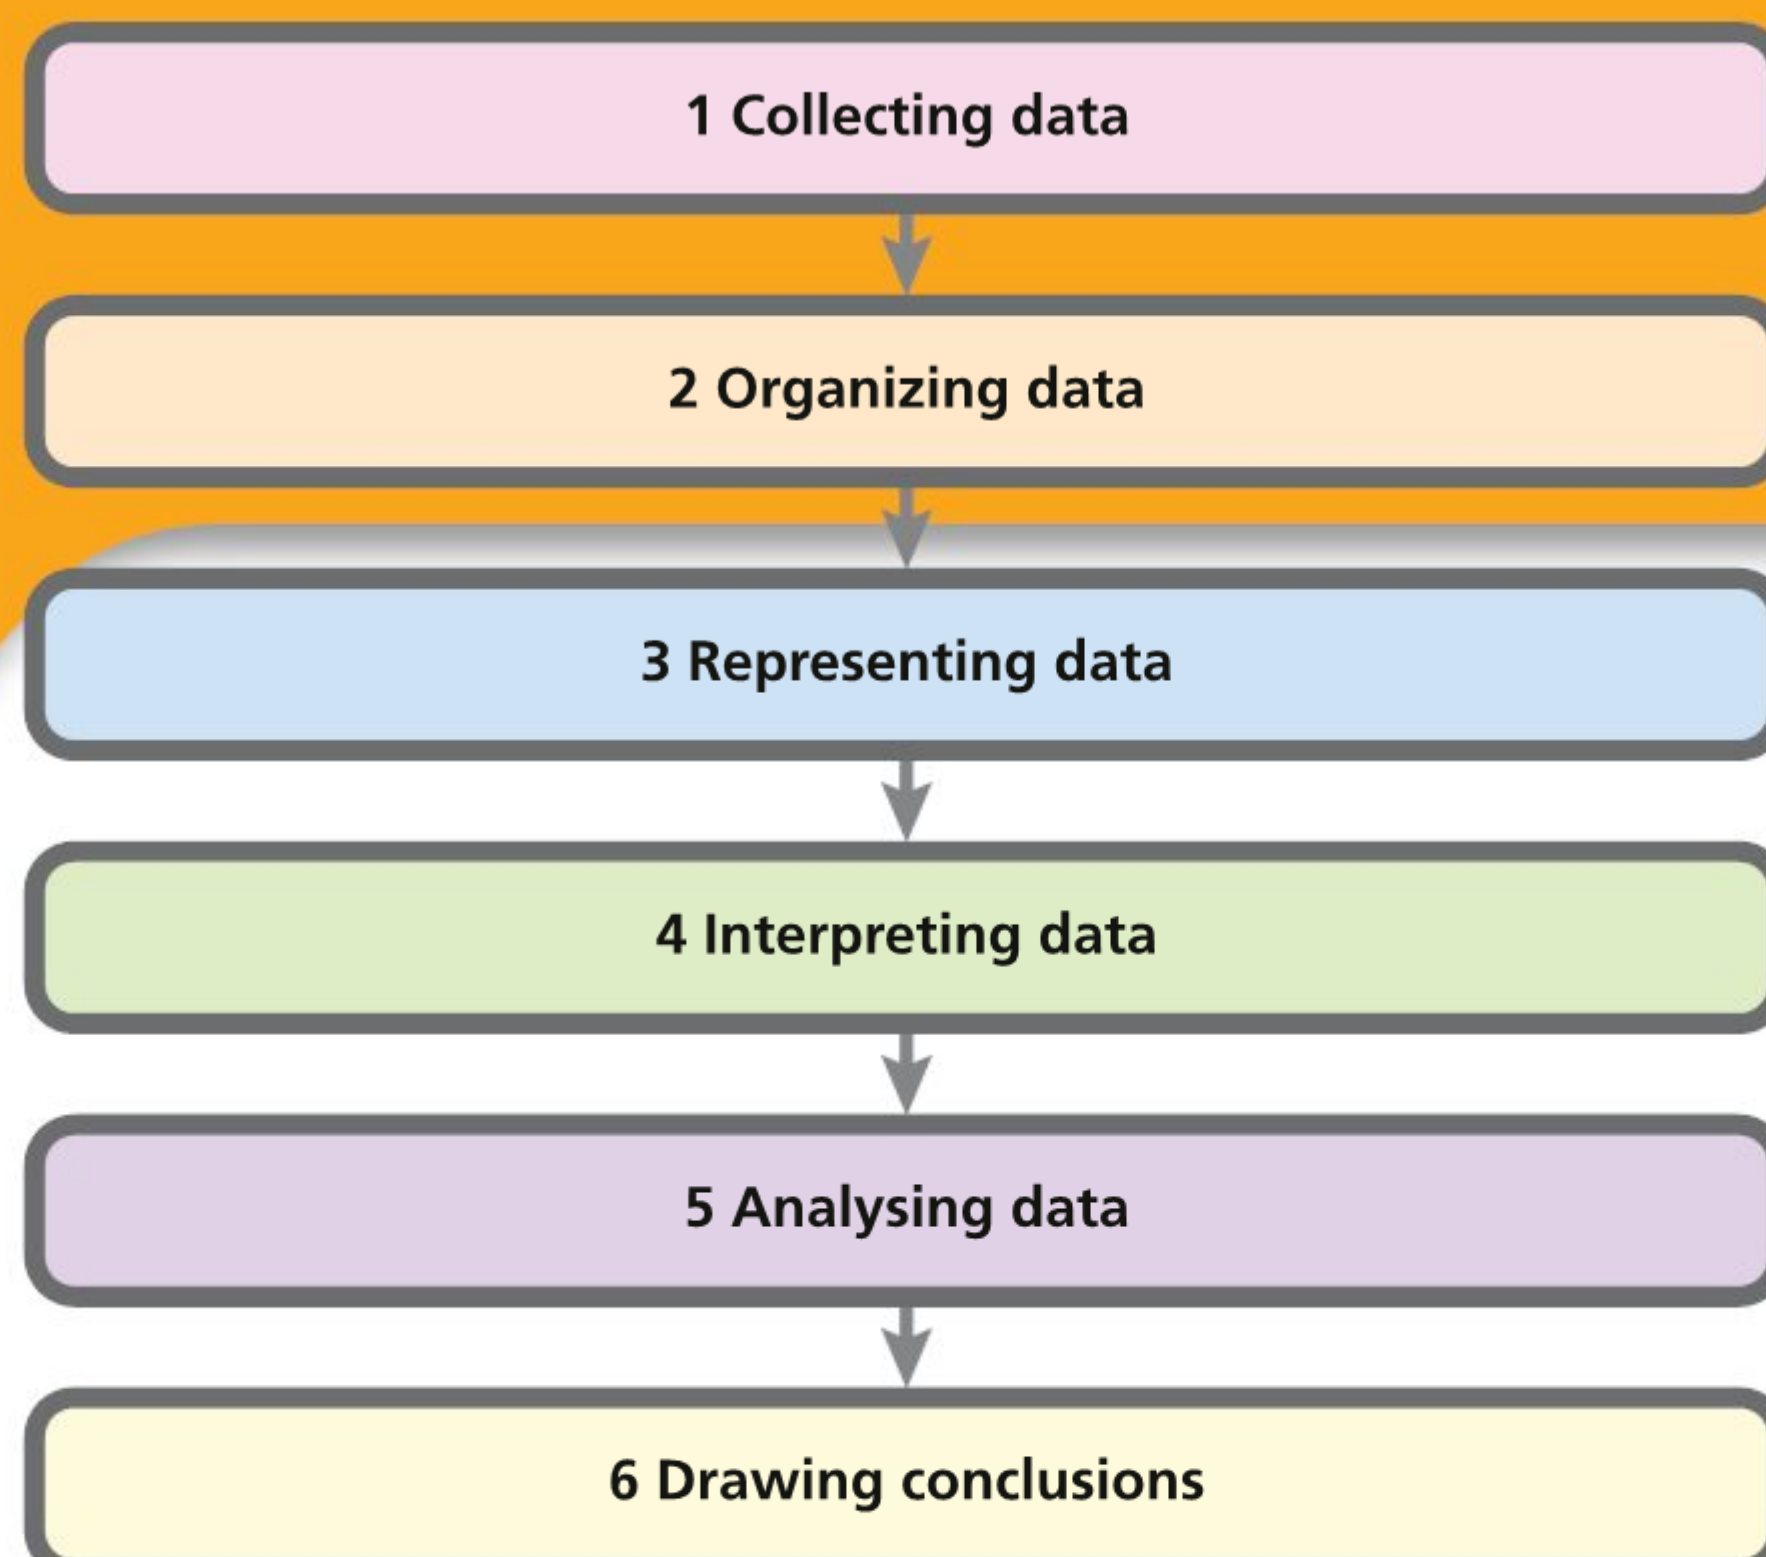 1 Collecting data
2 Organizing data
3 Representing data
4 Interpreting data
5 Analysing data
6 Drawing conclusions